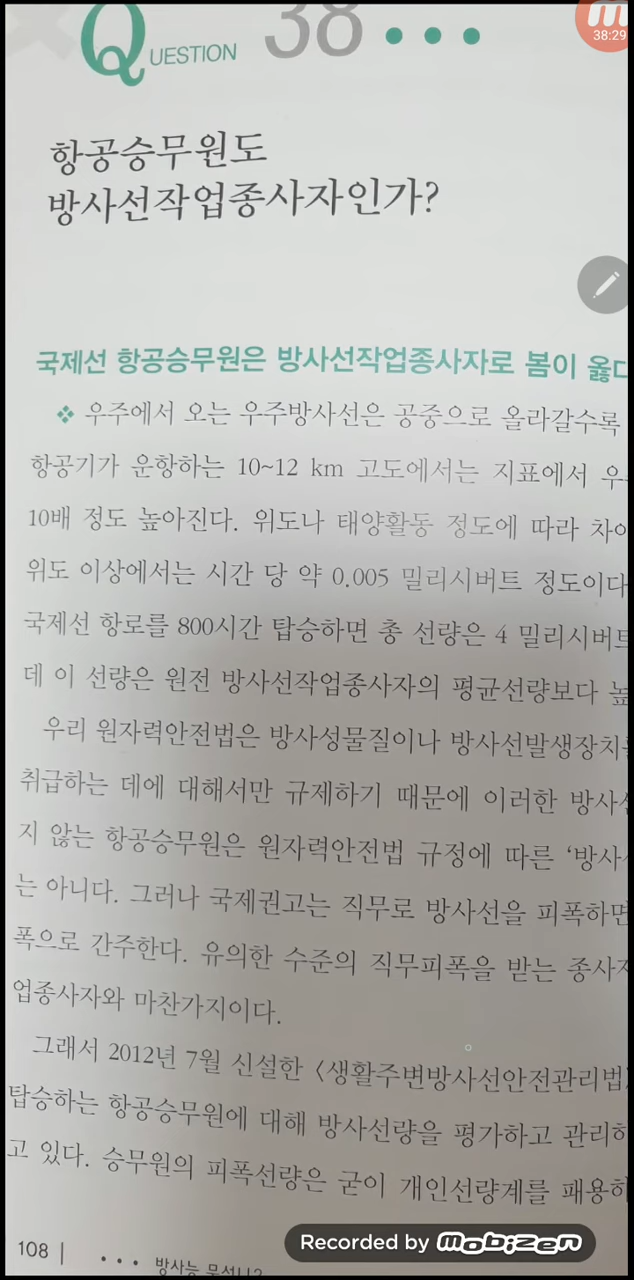 QUESTION 38
38:29
항공승무원도
방사선작업종사자인가?
국제선 항공승무원은 방사선작업종사자로 봄이
우주에서 오는 우주방사선은 공중으로 올라갈수록
항공기가 운항하는 10~12 km 고도에서는 지표에서
10배 정도 높아진다. 위도나 태양활동 정도에 따라
위도 이상에서는 시간 당 약 0.005 밀리시버트 정도이다
국제선 항로를 800시간 탑승하면 총 선량은 4 밀리시버트
데 이 선량은 원전 방사선작업종사자의 평균선량보다
우리 원자력안전법은 방사성물질이나 방사선발생장치를
취급하는 데에 대해서만 규제하기 때문에 이러한
지 않는 항공승무원은 원자력안전법 규정에 따른
는 아니다. 그러나 국제권고는 직무로 방사선을 피폭하면
폭으로 간주한다. 유의한 수준의 직무피폭을 받는
업종사자와 마찬가지이다.
그래서 2012년 7월 신설한 〈생활주변방사선안전관리법〉
탑승하는 항공승무원에 대해 방사선량을 평가하고
고 있다. 승무원의 피폭선량은 굳이 개인선량계를
108 |
Recorded by mobizen